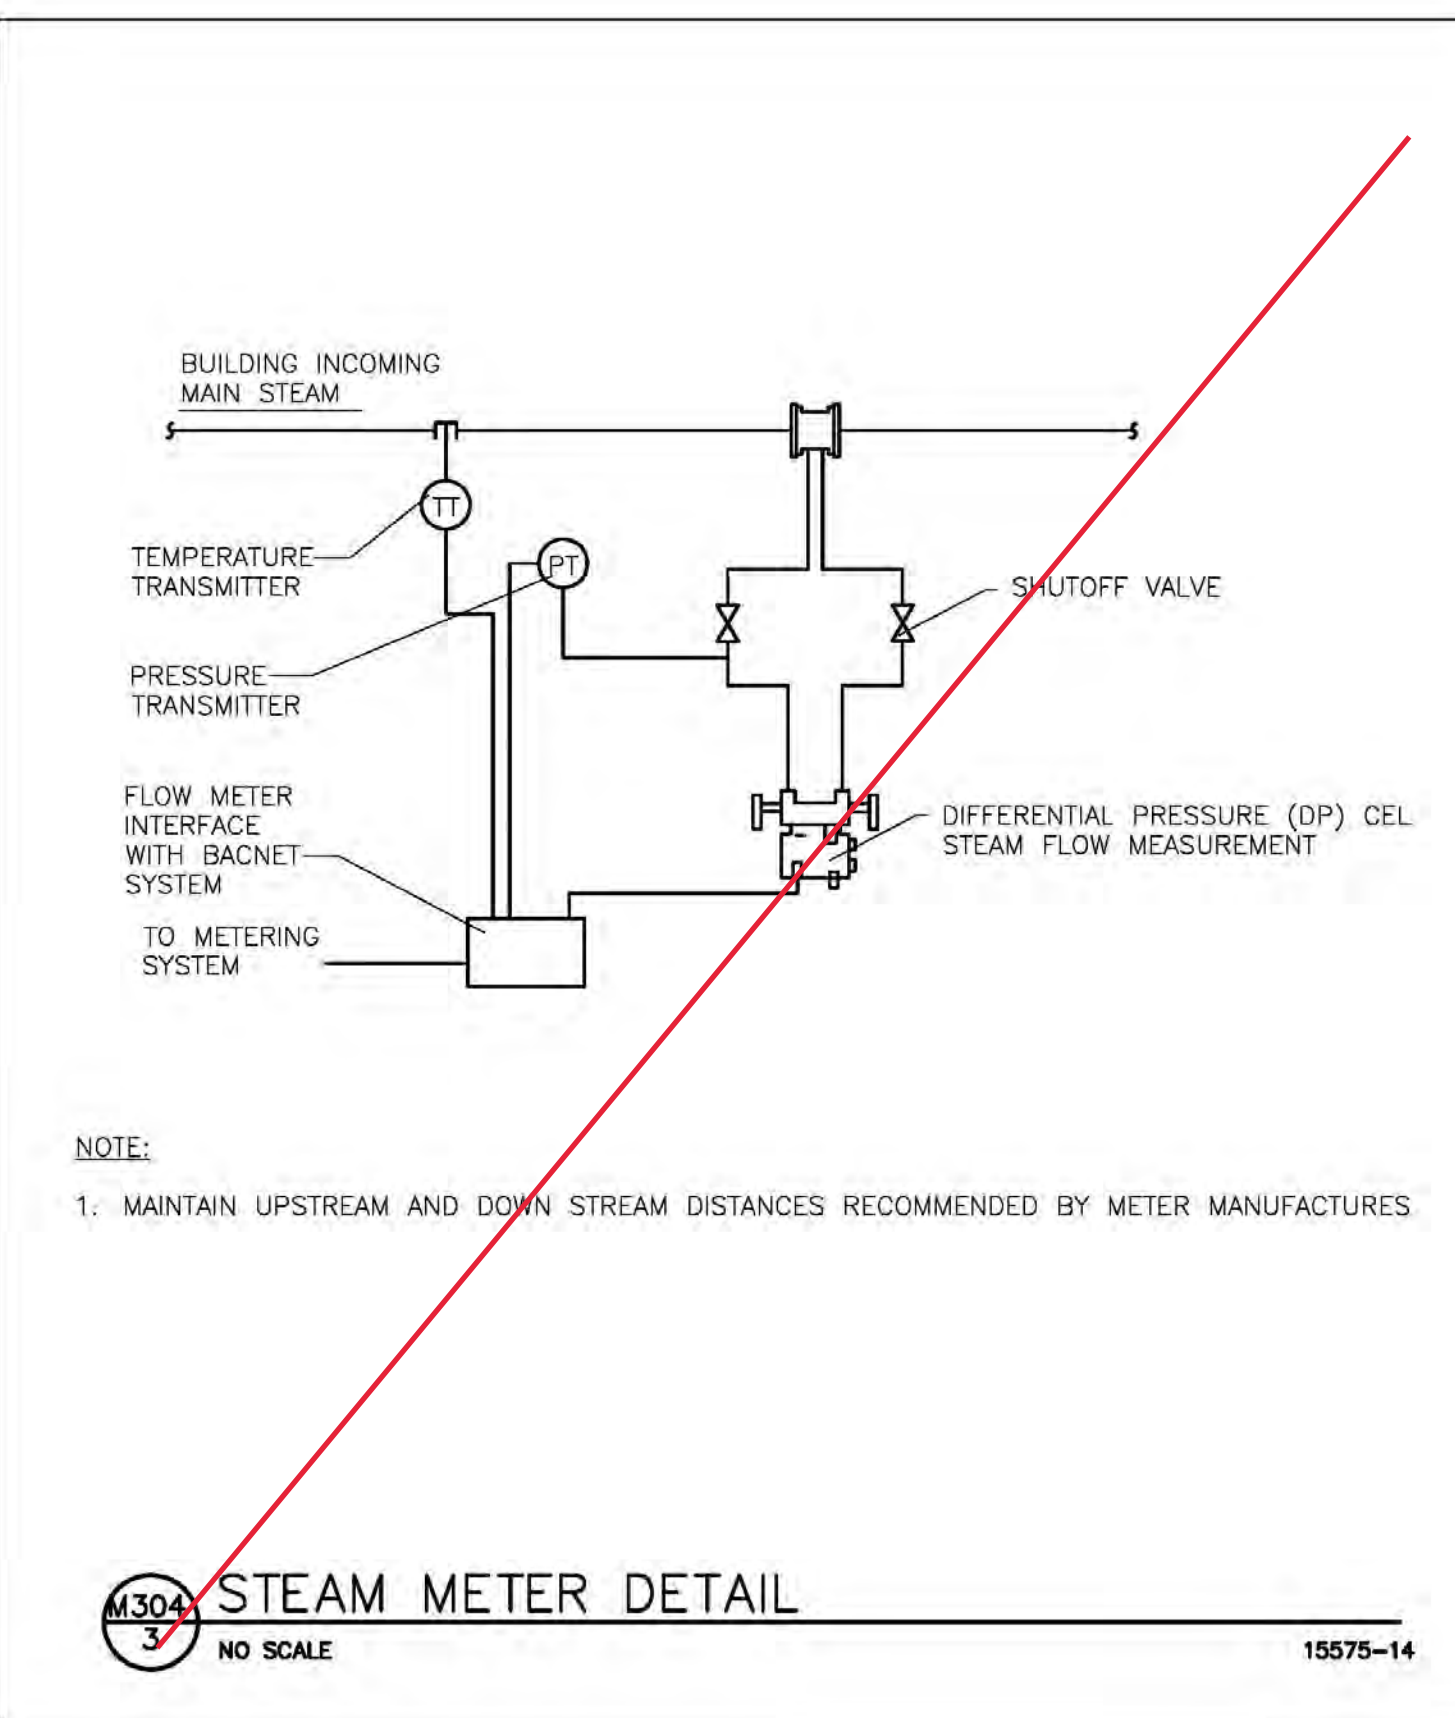 BUILDING INCOMING
MAIN STEAM
TT
TEMPERATURE
TRANSMITTER
PT
SHUTOFF VALVE
PRESSURE
TRANSMITTER
FLOW METER
INTERFACE
WITH BACNET
SYSTEM
DIFFERENTIAL PRESSURE (DP) CEL
STEAM FLOW MEASUREMENT
TO METERING
SYSTEM
NOTE:
1. MAINTAIN UPSTREAM AND DOWN STREAM DISTANCES RECOMMENDED BY METER MANUFACTURES
M304
3
STEAM METER DETAIL
NO SCALE
15575-14